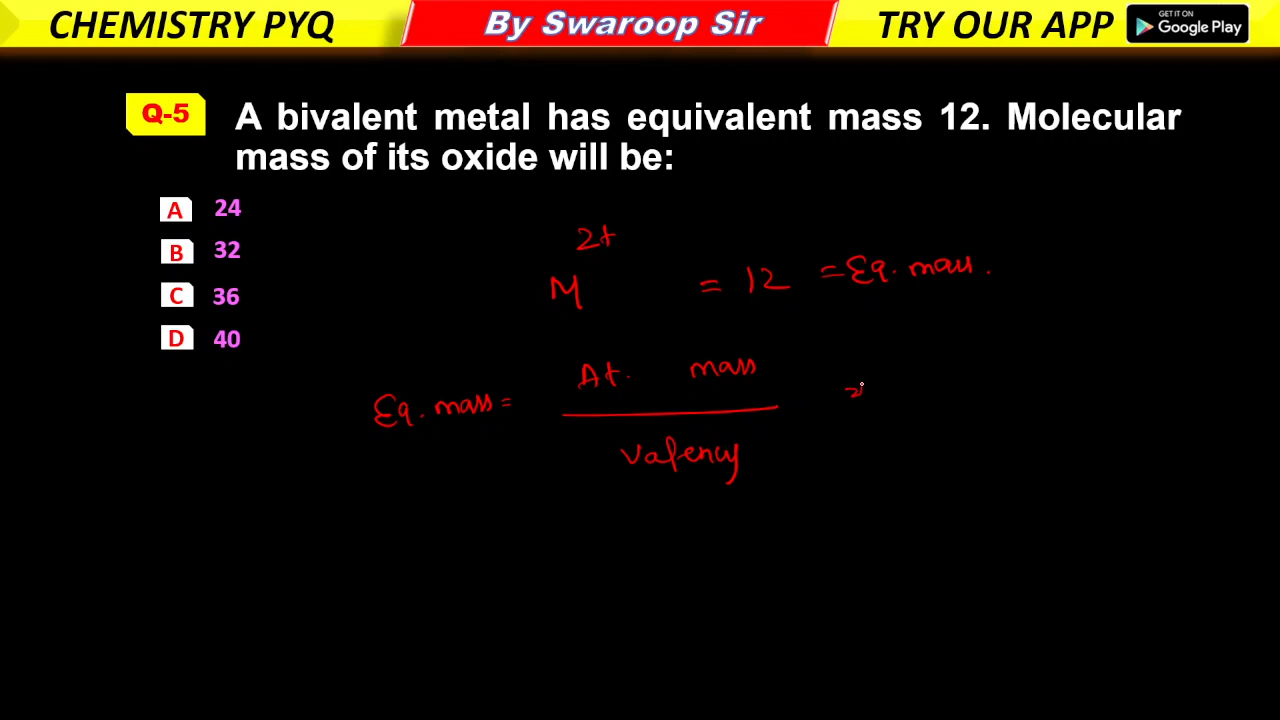 CHEMISTRY PYQ
By Swaroop Sir
TRY OUR APP
GET IT ON
Google Play
Q-5
A bivalent metal has equivalent mass 12. Molecular
mass of its oxide will be:
A 24
B 32
C 36
D 40
2+
M = 12 = Eq. mass.
At. mass
Eq. mass =
Valency